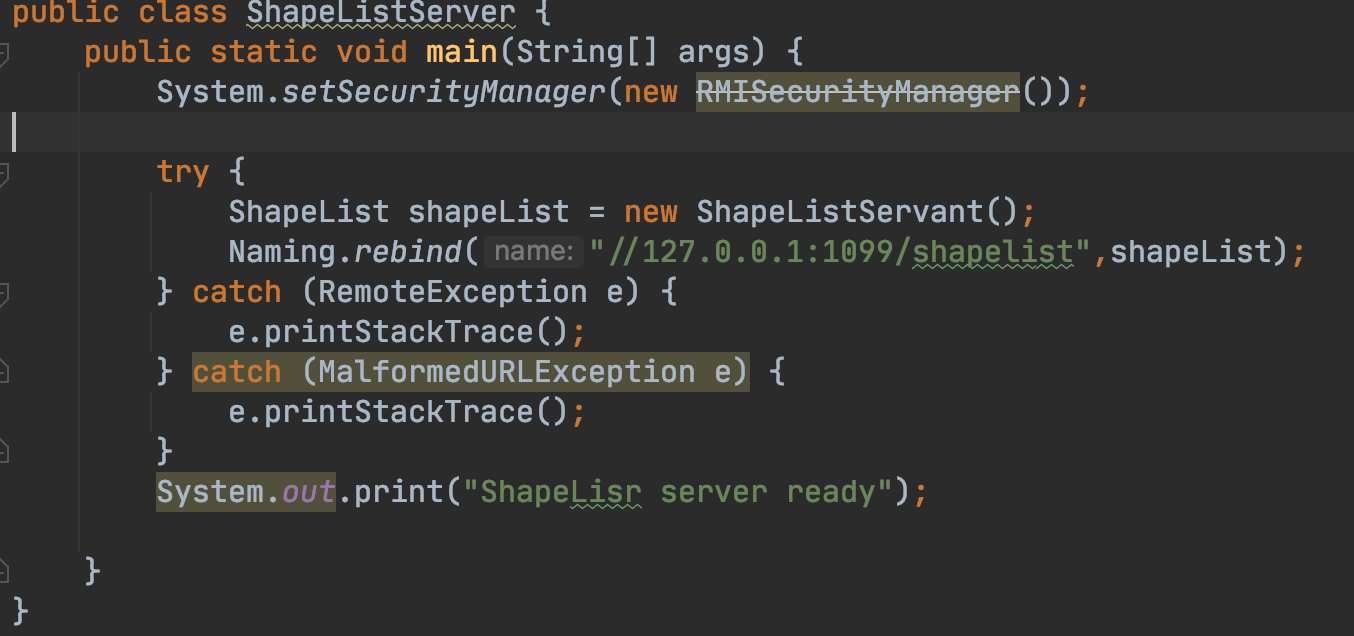 public class ShapeListServer {
public static void main(String[] args) {
System.setSecurityManager(new RMISecurityManager());
try {
ShapeList shapeList = new ShapeListServant();
Naming.rebind( name: "//127.0.0.1:1099/shapelist",shapeList);
} catch (RemoteException e) {
e.printStackTrace();
} catch (MalformedURLException e) {
e.printStackTrace();
}
System.out.print("ShapeLisr server ready");
}
}